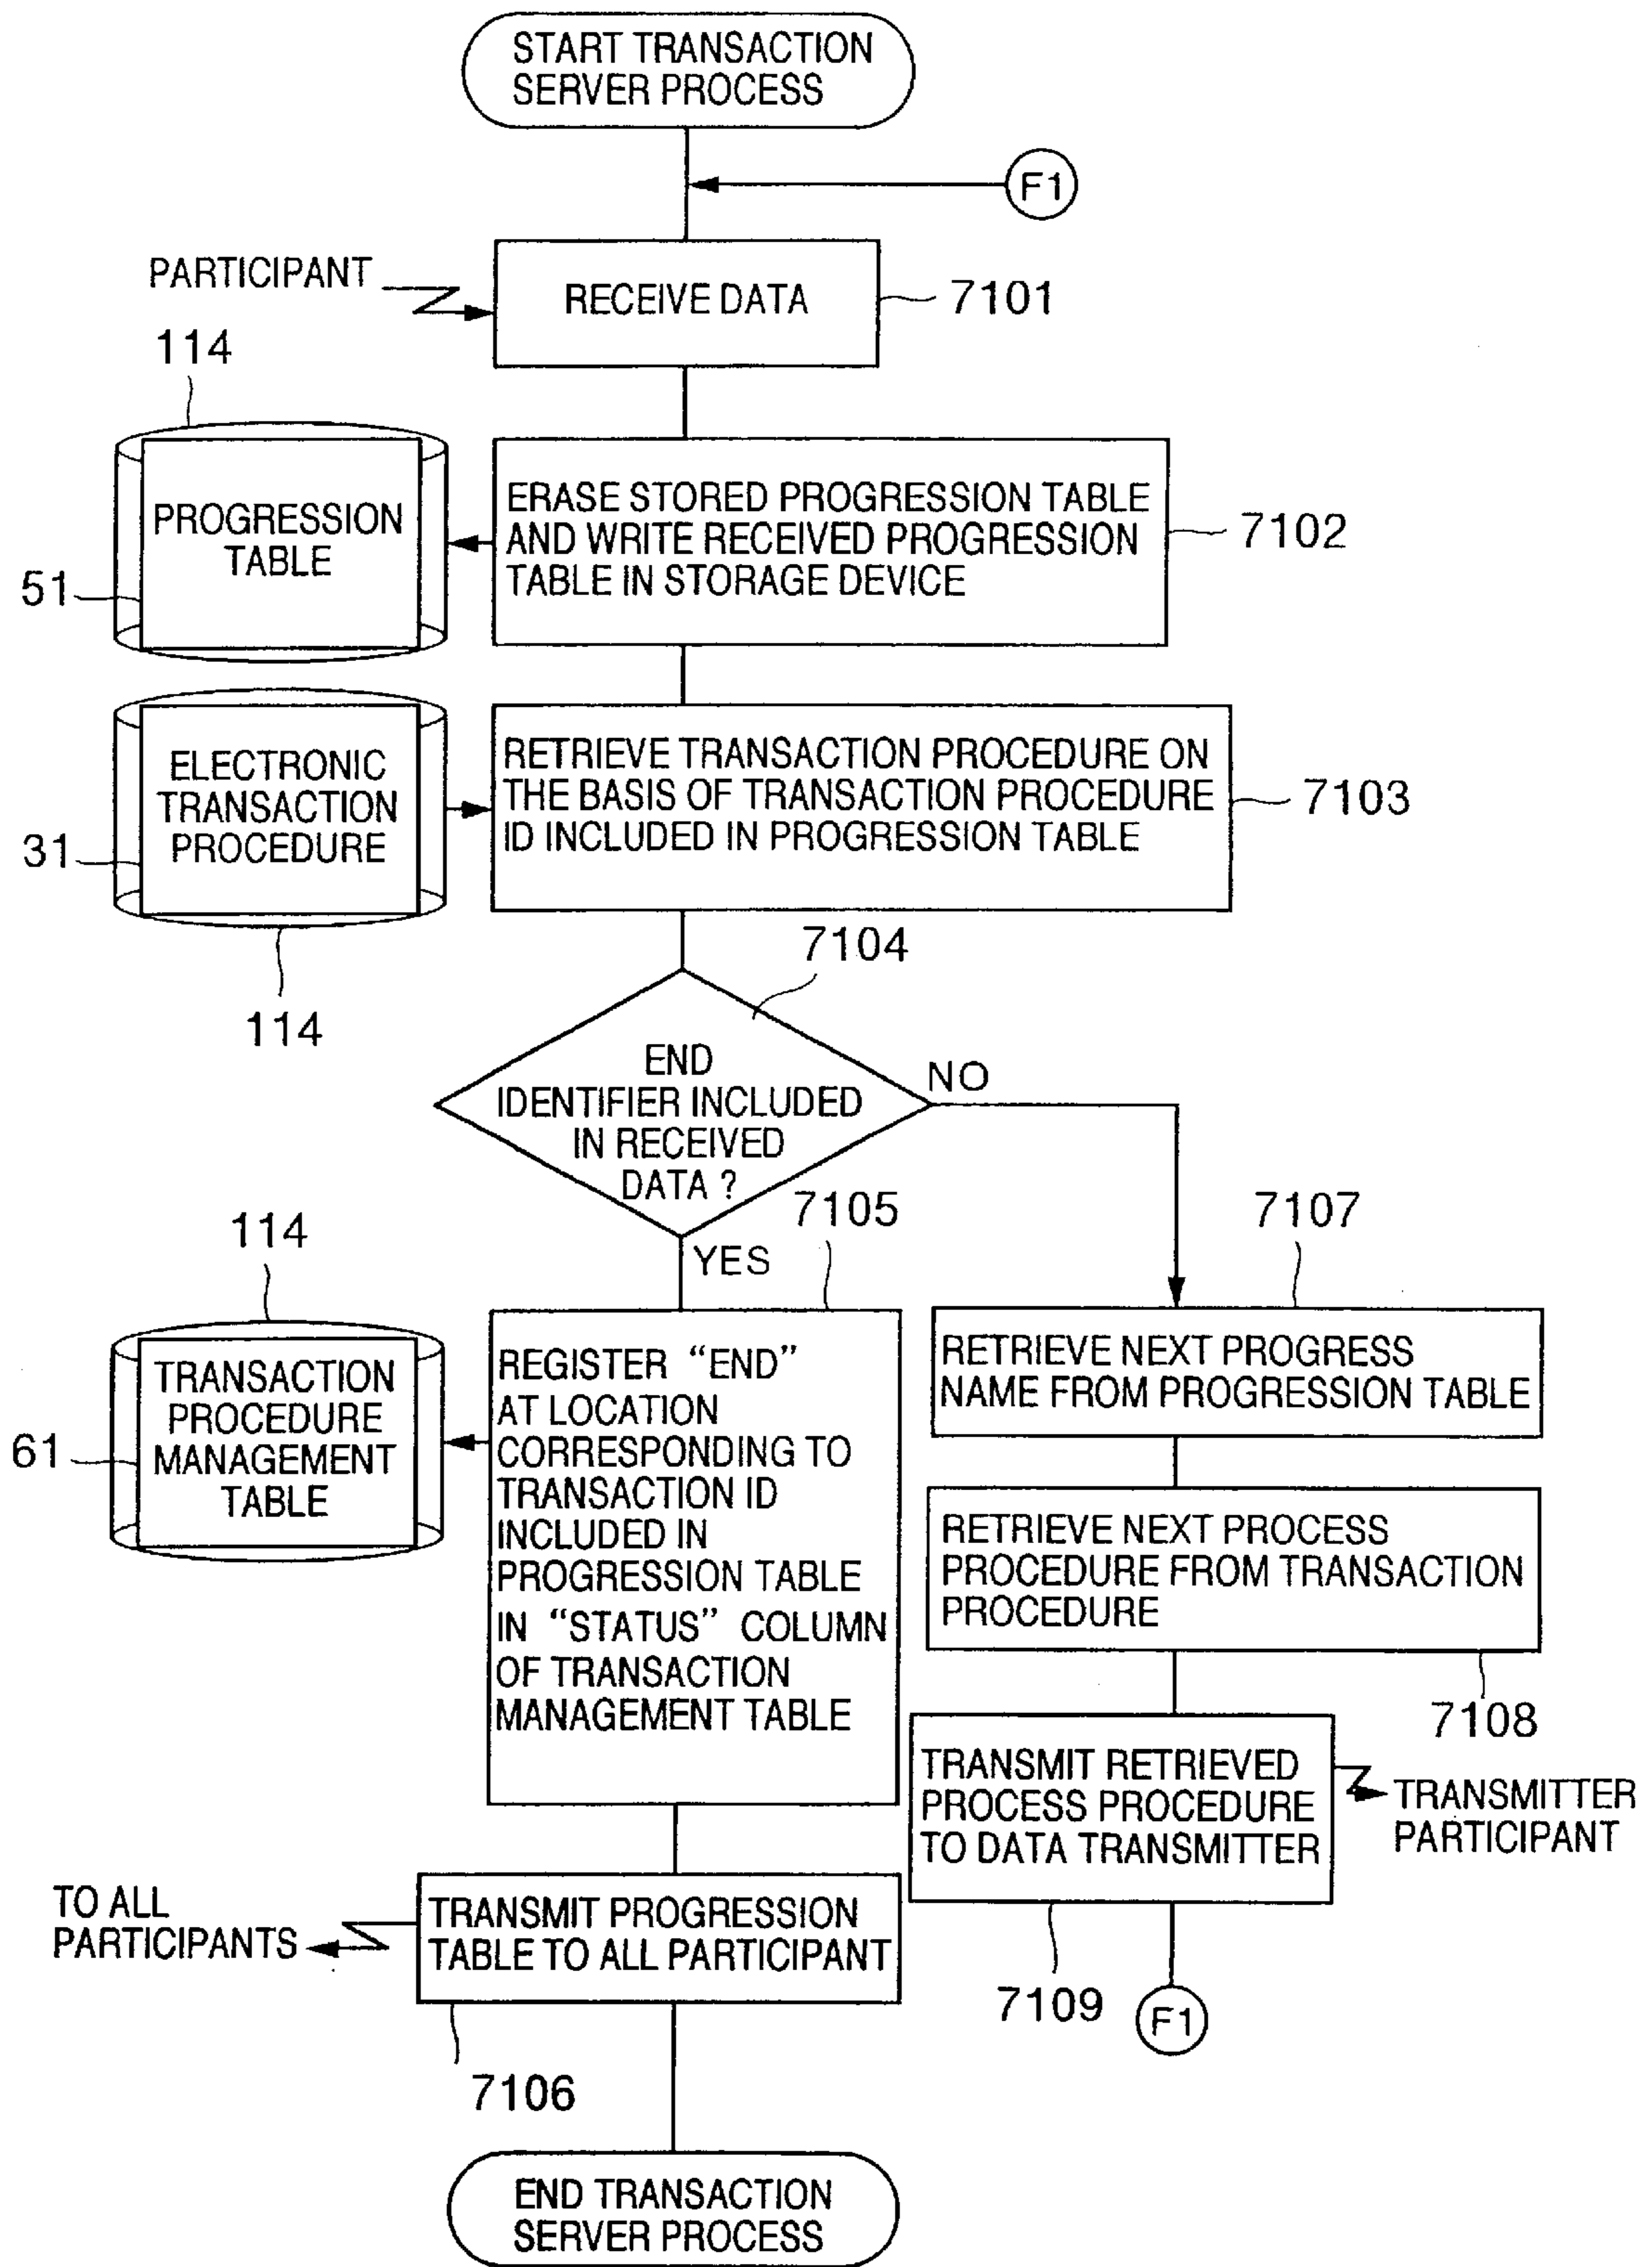 START TRANSACTION
SERVER PROCESS
F1
PARTICIPANT
RECEIVE DATA
7101
114
PROGRESSION
TABLE
51
ERASE STORED PROGRESSION TABLE
AND WRITE RECEIVED PROGRESSION
TABLE IN STORAGE DEVICE
7102
ELECTRONIC
TRANSACTION
PROCEDURE
31
114
RETRIEVE TRANSACTION PROCEDURE ON
THE BASIS OF TRANSACTION PROCEDURE
ID INCLUDED IN PROGRESSION TABLE
7103
7104
END
IDENTIFIER INCLUDED
IN RECEIVED
DATA ?
NO
YES
7105
114
TRANSACTION
PROCEDURE
MANAGEMENT
TABLE
61
REGISTER “END”
AT LOCATION
CORRESPONDING TO
TRANSACTION ID
INCLUDED IN
PROGRESSION TABLE
IN “STATUS” COLUMN
OF TRANSACTION
MANAGEMENT TABLE
7107
RETRIEVE NEXT PROGRESS
NAME FROM PROGRESSION TABLE
RETRIEVE NEXT PROCESS
PROCEDURE FROM TRANSACTION
PROCEDURE
7108
TRANSMIT RETRIEVED
PROCESS PROCEDURE
TO DATA TRANSMITTER
TRANSMITTER
PARTICIPANT
7109
F1
TO ALL
PARTICIPANTS
TRANSMIT PROGRESSION
TABLE TO ALL PARTICIPANT
7106
END TRANSACTION
SERVER PROCESS